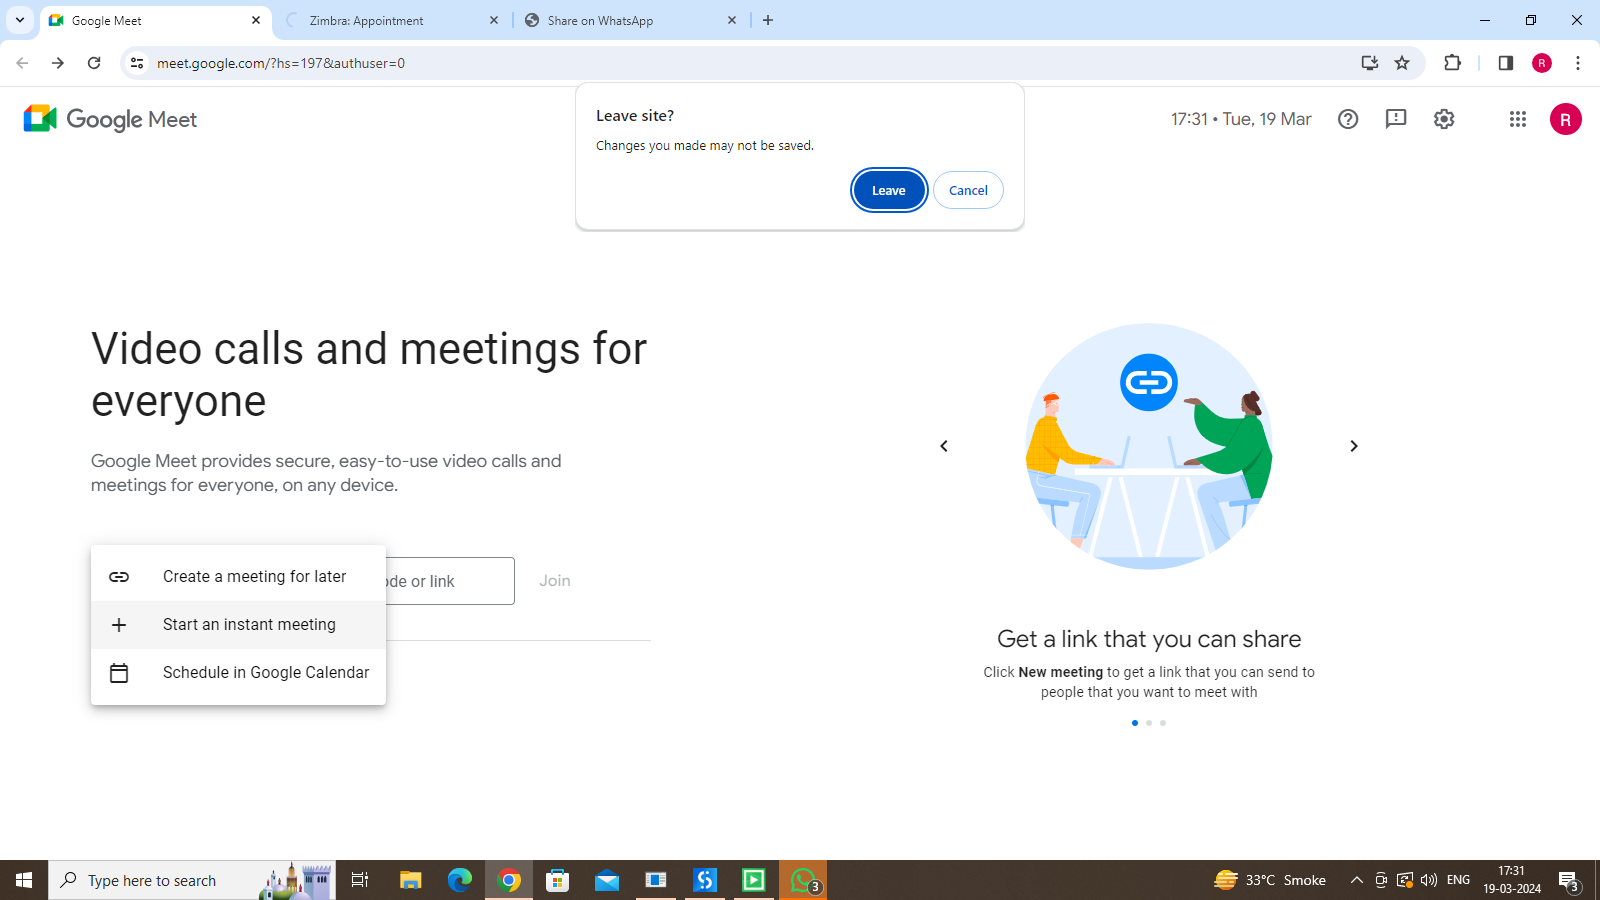 Google Meet
Zimbra: Appointment
Share on WhatsApp
meet.google.com/?hs=197&authuser=0
R
Google Meet
17:31 • Tue, 19 Mar
R
Leave site?
Changes you made may not be saved.
Leave
Cancel
Video calls and meetings for
everyone
Google Meet provides secure, easy-to-use video calls and
meetings for everyone, on any device.
Create a meeting for later
or link
Join
Start an instant meeting
Schedule in Google Calendar
Get a link that you can share
Click New meeting to get a link that you can send to
people that you want to meet with
Type here to search
3
33°C Smoke
ENG
17:31
19-03-2024
3